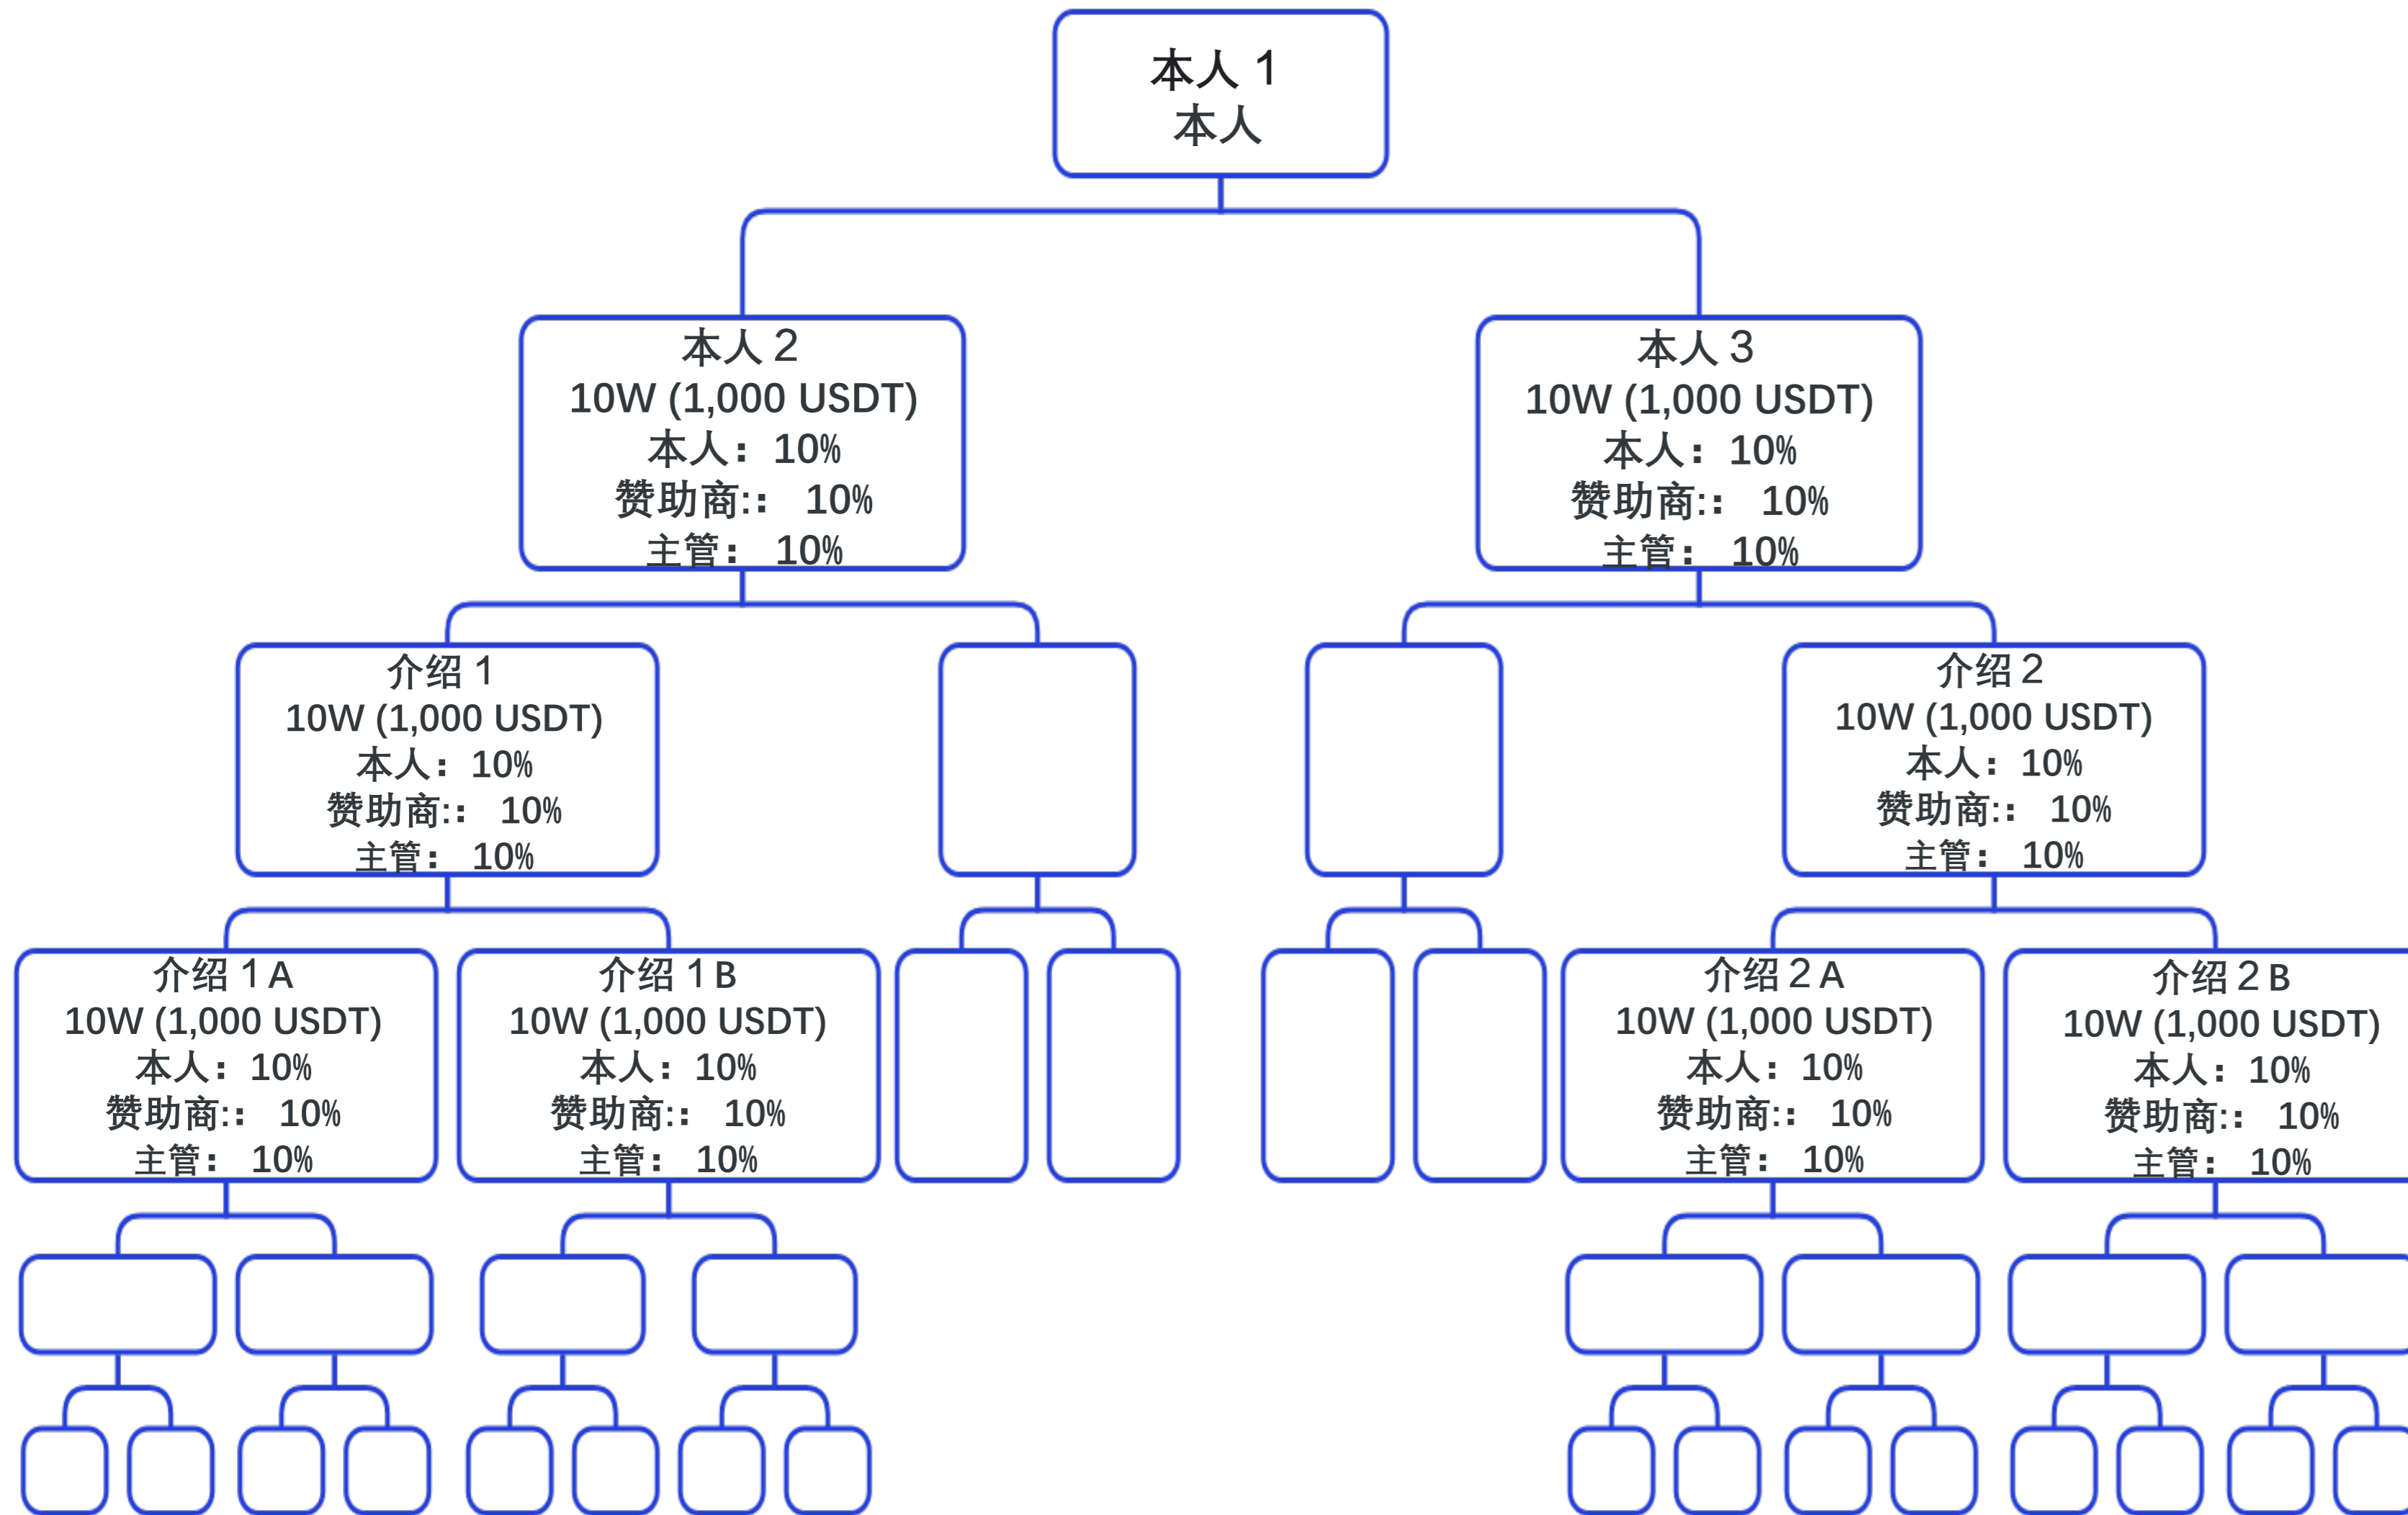 本人 1
本人
本人 2
10W (1,000 USDT)
本人： 10%
赞助商:： 10%
主管： 10%
本人 3
10W (1,000 USDT)
本人： 10%
赞助商:： 10%
主管： 10%
介绍 1
10W (1,000 USDT)
本人： 10%
赞助商:： 10%
主管： 10%
介绍 2
10W (1,000 USDT)
本人： 10%
赞助商:： 10%
主管： 10%
介绍 1A
10W (1,000 USDT)
本人： 10%
赞助商:： 10%
主管： 10%
介绍 1B
10W (1,000 USDT)
本人： 10%
赞助商:： 10%
主管： 10%
介绍 2A
10W (1,000 USDT)
本人： 10%
赞助商:： 10%
主管： 10%
介绍 2B
10W (1,000 USDT)
本人： 10%
赞助商:： 10%
主管： 10%